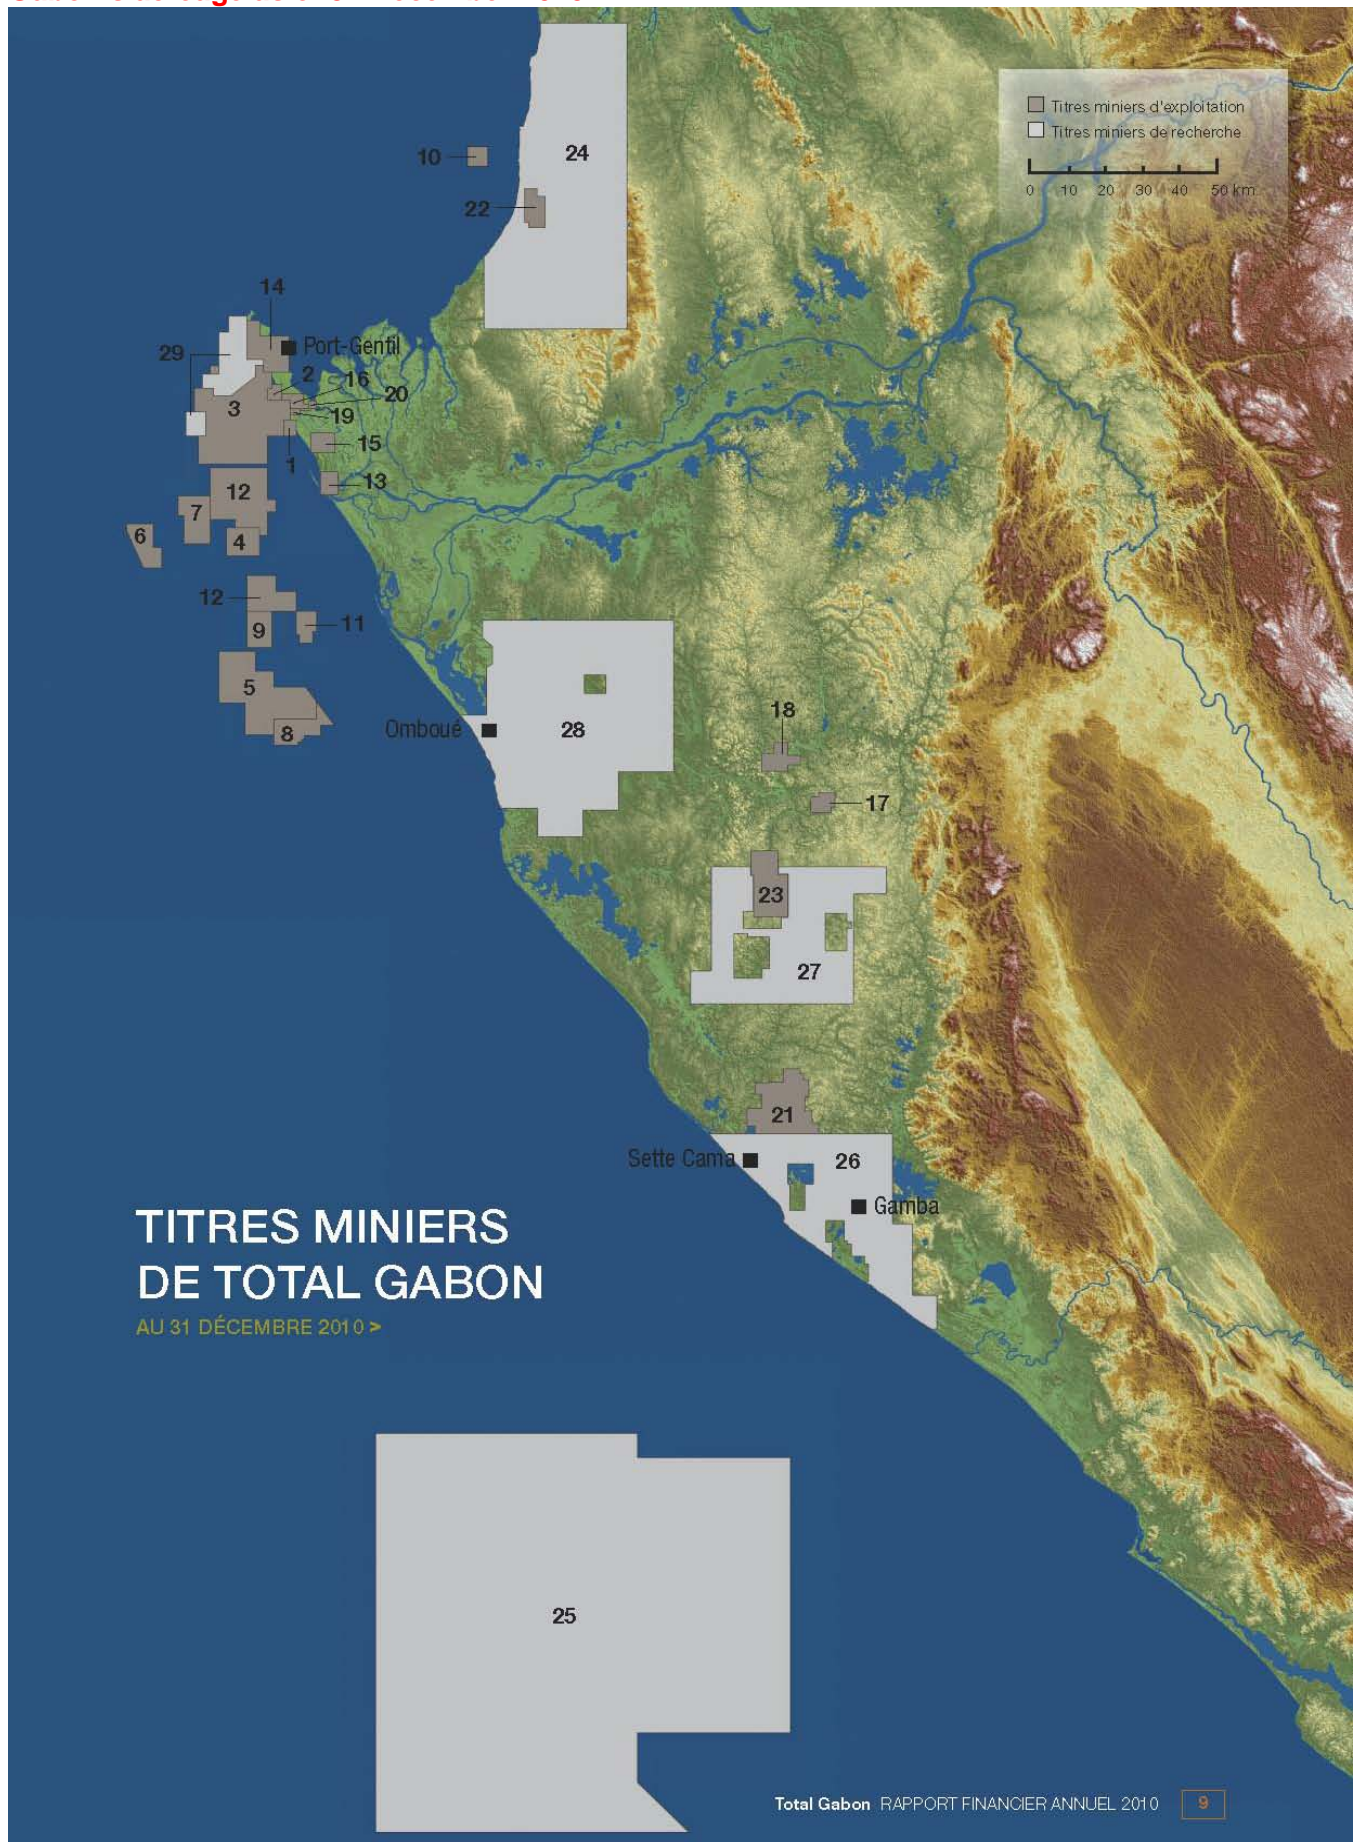 Titres miniers d'exploitation
Titres miniers de recherche
0 10 20 30 40 50 km
10
24
22
14
Port-Gentil
29
2
16
20
3
19
15
1
13
12
7
6
4
12
11
9
5
8
Omboué
28
18
17
23
27
21
Sette Cama
26
Gamba
TITRES MINIERS
DE TOTAL GABON
AU 31 DÉCEMBRE 2010 >
25
Total Gabon RAPPORT FINANCIER ANNUEL 2010 9